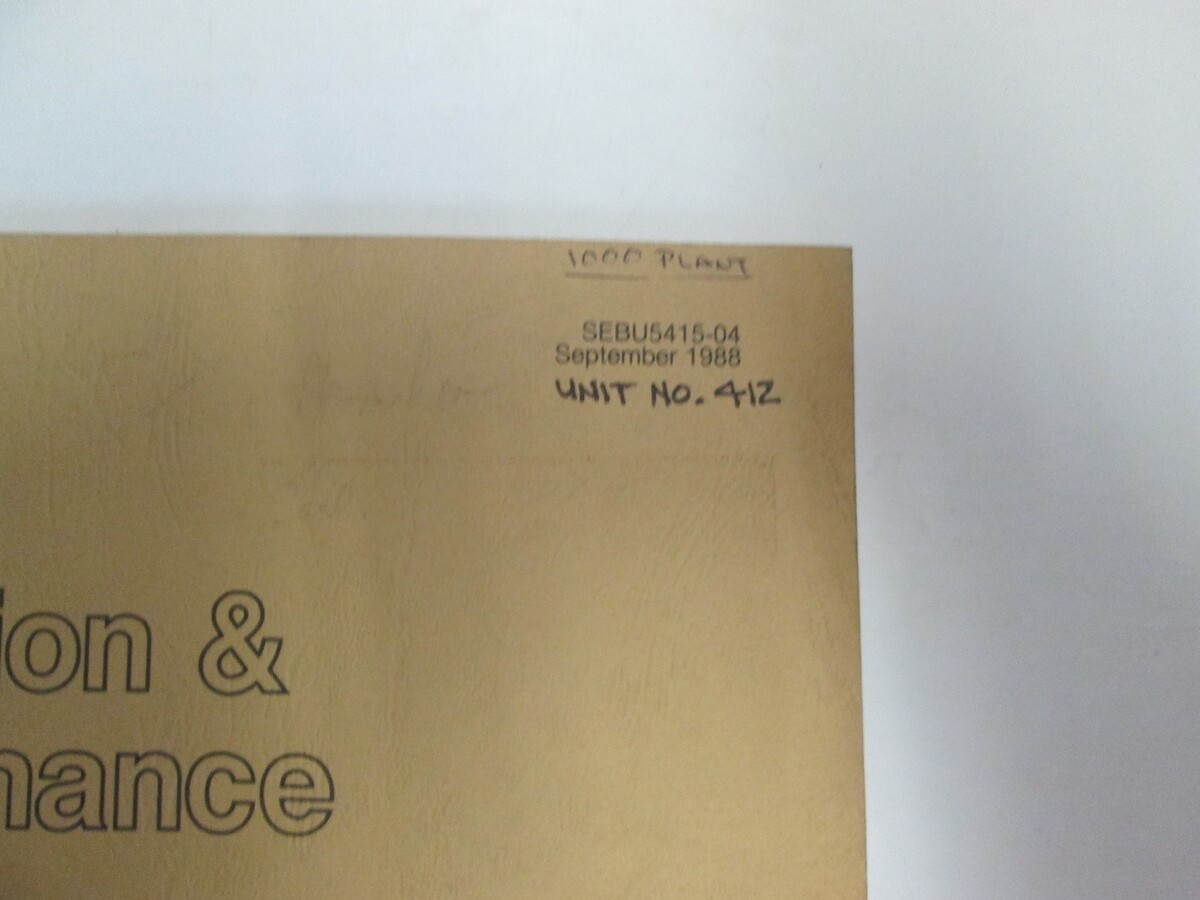 1000 PLANT
SEBU5415-04
September 1988
UNIT NO. 412
ion &
nance